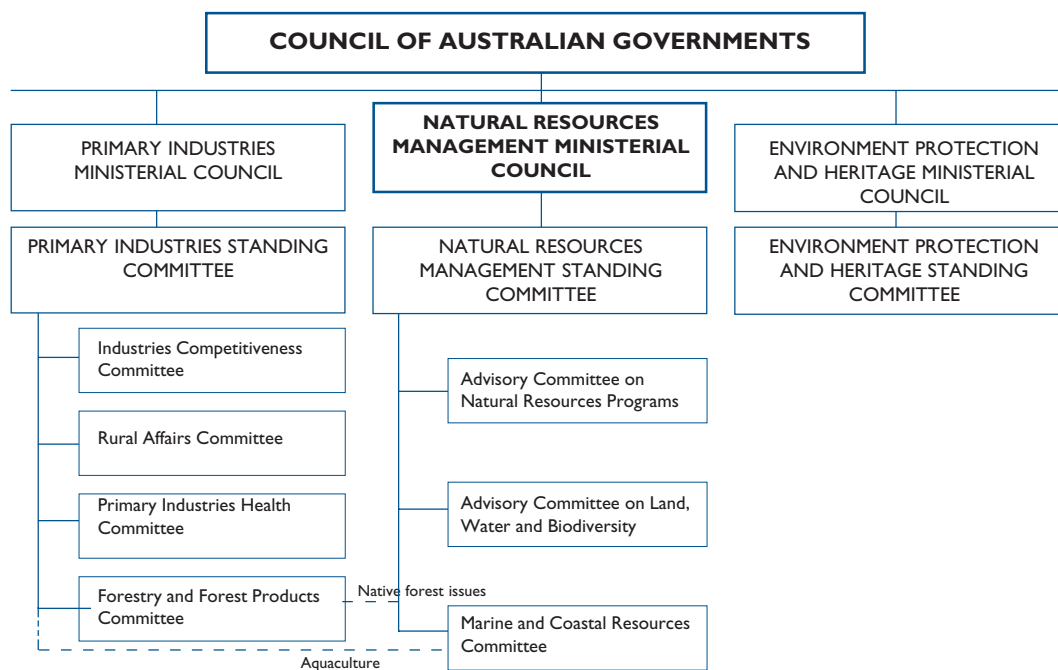 COUNCIL OF AUSTRALIAN GOVERNMENTS
PRIMARY INDUSTRIES
MINISTERIAL COUNCIL
NATURAL RESOURCES
MANAGEMENT MINISTERIAL
COUNCIL
ENVIRONMENT PROTECTION
AND HERITAGE MINISTERIAL
COUNCIL
PRIMARY INDUSTRIES STANDING
COMMITTEE
NATURAL RESOURCES
MANAGEMENT STANDING
COMMITTEE
ENVIRONMENT PROTECTION
AND HERITAGE STANDING
COMMITTEE
Industries Competitiveness
Committee
Rural Affairs Committee
Primary Industries Health
Committee
Forestry and Forest Products
Committee
Native forest issues
Aquaculture
Advisory Committee on
Natural Resources Programs
Advisory Committee on Land,
Water and Biodiversity
Marine and Coastal Resources
Committee